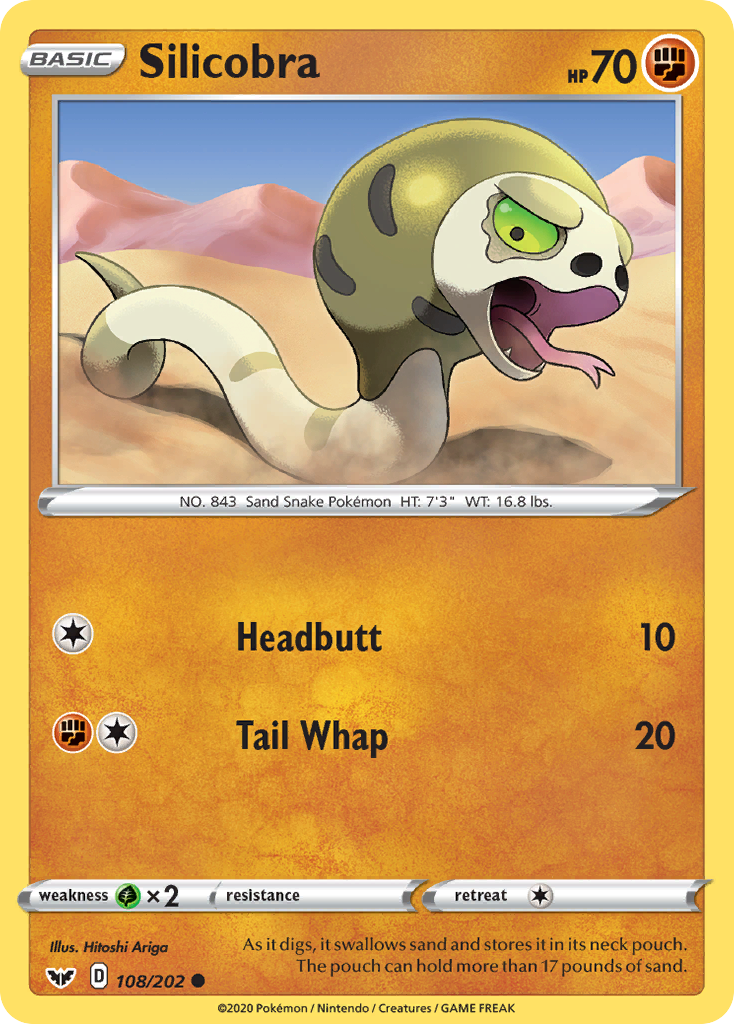 BASIC Silicobra HP 70
NO. 843 Sand Snake Pokémon HT: 7'3" WT: 16.8 lbs.
Headbutt 10
Tail Whap 20
weakness ×2 resistance retreat
Illus. Hitoshi Ariga
As it digs, it swallows sand and stores it in its neck pouch.
The pouch can hold more than 17 pounds of sand.
D 108/202
©2020 Pokémon / Nintendo / Creatures / GAME FREAK